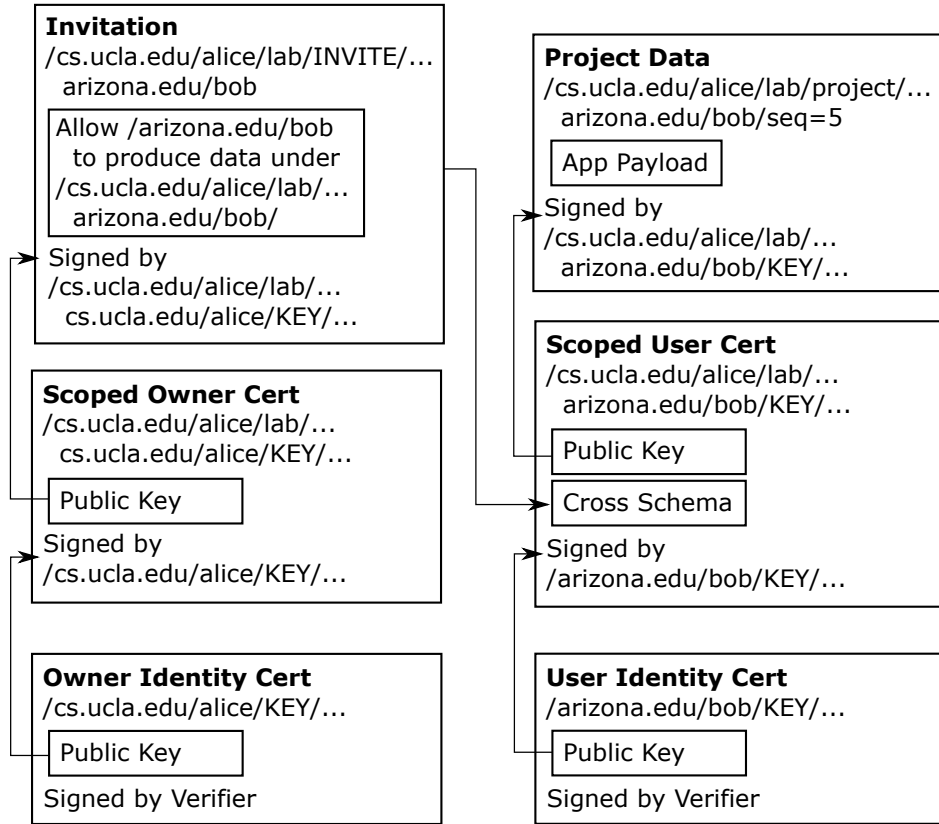 Invitation
/cs.ucla.edu/alice/lab/INVITE/...
arizona.edu/bob
Allow /arizona.edu/bob
to produce data under
/cs.ucla.edu/alice/lab/...
arizona.edu/bob/
Signed by
/cs.ucla.edu/alice/lab/...
cs.ucla.edu/alice/KEY/...
Scoped Owner Cert
/cs.ucla.edu/alice/lab/...
cs.ucla.edu/alice/KEY/...
Public Key
Signed by
/cs.ucla.edu/alice/KEY/...
Owner Identity Cert
/cs.ucla.edu/alice/KEY/...
Public Key
Signed by Verifier
Project Data
/cs.ucla.edu/alice/lab/project/...
arizona.edu/bob/seq=5
App Payload
Signed by
/cs.ucla.edu/alice/lab/...
arizona.edu/bob/KEY/...
Scoped User Cert
/cs.ucla.edu/alice/lab/...
arizona.edu/bob/KEY/...
Public Key
Cross Schema
Signed by
/arizona.edu/bob/KEY/...
User Identity Cert
/arizona.edu/bob/KEY/...
Public Key
Signed by Verifier